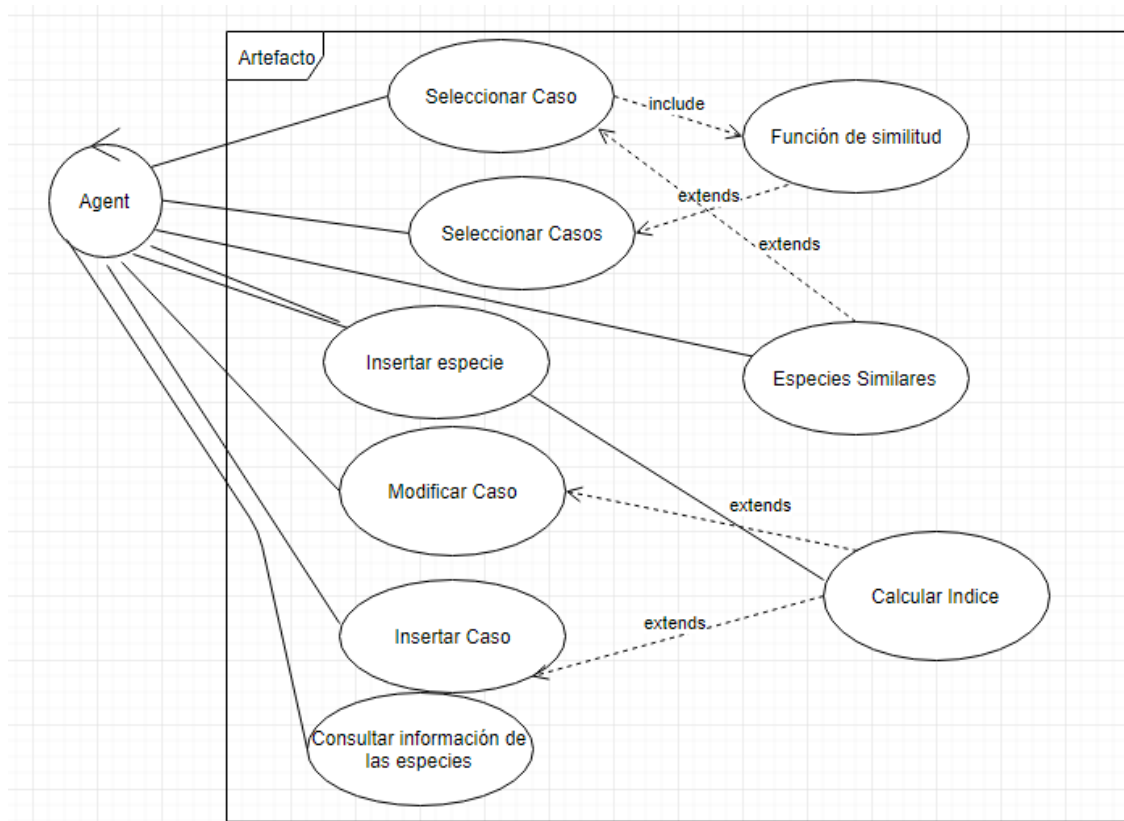 Artefacto
Seleccionar Caso
include
Función de similitud
Agent
extends
Seleccionar Casos
extends
Insertar especie
Especies Similares
Modificar Caso
extends
Calcular Indice
extends
Insertar Caso
Consultar información de
las especies